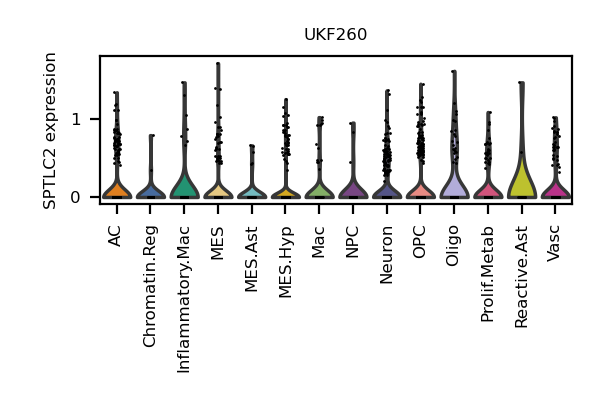 UKF260
SPTLC2 expression
1
0
AC
Chromatin.Reg
Inflammatory.Mac
MES
MES.Ast
MES.Hyp
Mac
NPC
Neuron
OPC
Oligo
Prolif.Metab
Reactive.Ast
Vasc